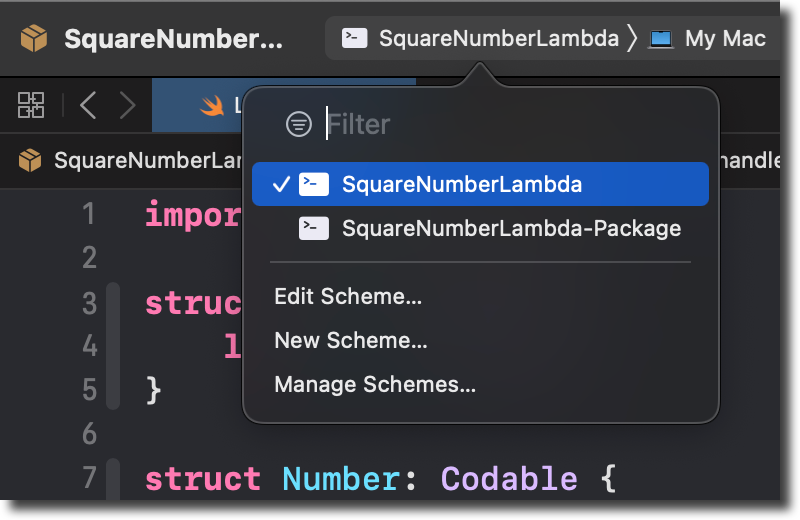 SquareNumber...
SquareNumberLambda
My Mac
L
Filter
SquareNumberLar
handle
SquareNumberLambda
SquareNumberLambda-Package
Edit Scheme...
New Scheme...
Manage Schemes...
1 impor
2
3 struc
4 l
5 }
6
7 struct Number: Codable {